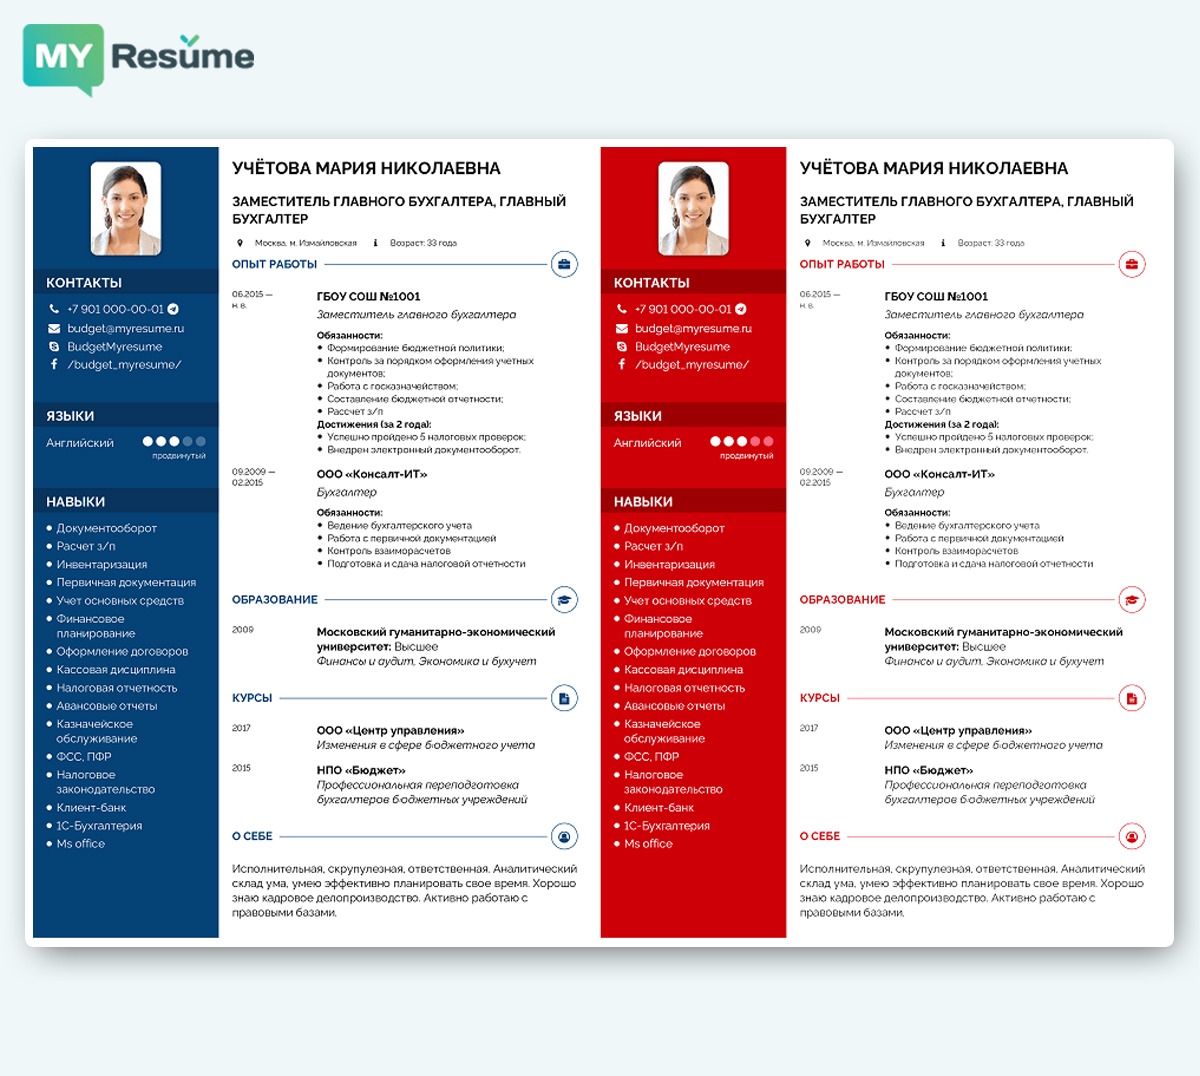 MY Resume
УЧЁТОВА МАРИЯ НИКОЛАЕВНА
ЗАМЕСТИТЕЛЬ ГЛАВНОГО БУХГАЛТЕРА, ГЛАВНЫЙ
БУХГАЛТЕР
Москва, м. Измайловская
Возраст: 33 года
КОНТАКТЫ
+7 901 000-00-01
budget@myresume.ru
BudgetMyresume
/budget_myresume/
ЯЗЫКИ
Английский
продвинутый
НАВЫКИ
Документооборот
Расчет з/п
Инвентаризация
Первичная документация
Учет основных средств
Финансовое
планирование
Оформление договоров
Кассовая дисциплина
Налоговая отчетность
Авансовые отчеты
Казначейское
обслуживание
ФСС, ПФР
Налоговое
законодательство
Клиент-банк
1С-Бухгалтерия
Ms office
ОПЫТ РАБОТЫ
06.2015 —
н. в.
ГБОУ СОШ №1001
Заместитель главного бухгалтера
Обязанности:
Формирование бюджетной политики;
Контроль за порядком оформления учетных
документов;
Работа с госказначейством;
Составление бюджетной отчетности;
Рассчет з/п
Достижения (за 2 года):
Успешно пройдено 5 налоговых проверок;
Внедрен электронный документооборот.
09.2009 —
02.2015
ООО «Консалт-ИТ»
Бухгалтер
Обязанности:
Ведение бухгалтерского учета
Работа с первичной документацией
Контроль взаиморасчетов
Подготовка и сдача налоговой отчетности
ОБРАЗОВАНИЕ
2009
Московский гуманитарно-экономический
университет: Высшее
Финансы и аудит, Экономика и бухучет
КУРСЫ
2017
ООО «Центр управления»
Изменения в сфере бюджетного учета
2015
НПО «Бюджет»
Профессиональная переподготовка
бухгалтеров бюджетных учреждений
О СЕБЕ
Исполнительная, скрупулезная, ответственная. Аналитический
склад ума, умею эффективно планировать свое время. Хорошо
знаю кадровое делопроизводство. Активно работаю с
правовыми базами.
УЧЁТОВА МАРИЯ НИКОЛАЕВНА
ЗАМЕСТИТЕЛЬ ГЛАВНОГО БУХГАЛТЕРА, ГЛАВНЫЙ
БУХГАЛТЕР
Москва, м. Измайловская
Возраст: 33 года
КОНТАКТЫ
+7 901 000-00-01
budget@myresume.ru
BudgetMyresume
/budget_myresume/
ЯЗЫКИ
Английский
продвинутый
НАВЫКИ
Документооборот
Расчет з/п
Инвентаризация
Первичная документация
Учет основных средств
Финансовое
планирование
Оформление договоров
Кассовая дисциплина
Налоговая отчетность
Авансовые отчеты
Казначейское
обслуживание
ФСС, ПФР
Налоговое
законодательство
Клиент-банк
1С-Бухгалтерия
Ms office
ОПЫТ РАБОТЫ
06.2015 —
н. в.
ГБОУ СОШ №1001
Заместитель главного бухгалтера
Обязанности:
Формирование бюджетной политики;
Контроль за порядком оформления учетных
документов;
Работа с госказначейством;
Составление бюджетной отчетности;
Рассчет з/п
Достижения (за 2 года):
Успешно пройдено 5 налоговых проверок;
Внедрен электронный документооборот.
09.2009 —
02.2015
ООО «Консалт-ИТ»
Бухгалтер
Обязанности:
Ведение бухгалтерского учета
Работа с первичной документацией
Контроль взаиморасчетов
Подготовка и сдача налоговой отчетности
ОБРАЗОВАНИЕ
2009
Московский гуманитарно-экономический
университет: Высшее
Финансы и аудит, Экономика и бухучет
КУРСЫ
2017
ООО «Центр управления»
Изменения в сфере бюджетного учета
2015
НПО «Бюджет»
Профессиональная переподготовка
бухгалтеров бюджетных учреждений
О СЕБЕ
Исполнительная, скрупулезная, ответственная. Аналитический
склад ума, умею эффективно планировать свое время. Хорошо
знаю кадровое делопроизводство. Активно работаю с
правовыми базами.